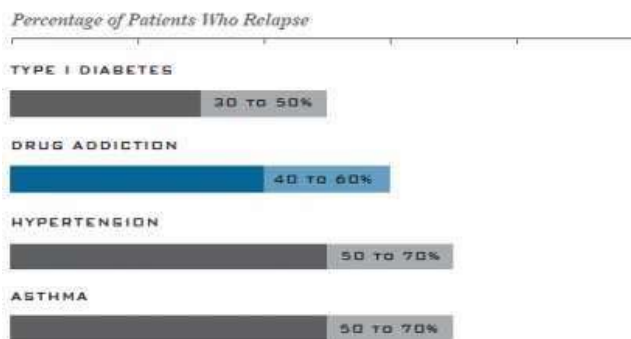 Percentage of Patients Who Relapse
TYPE I DIABETES
30 TO 50%
DRUG ADDICTION
40 TO 60%
HYPERTENSION
50 TO 70%
ASTHMA
50 TO 70%